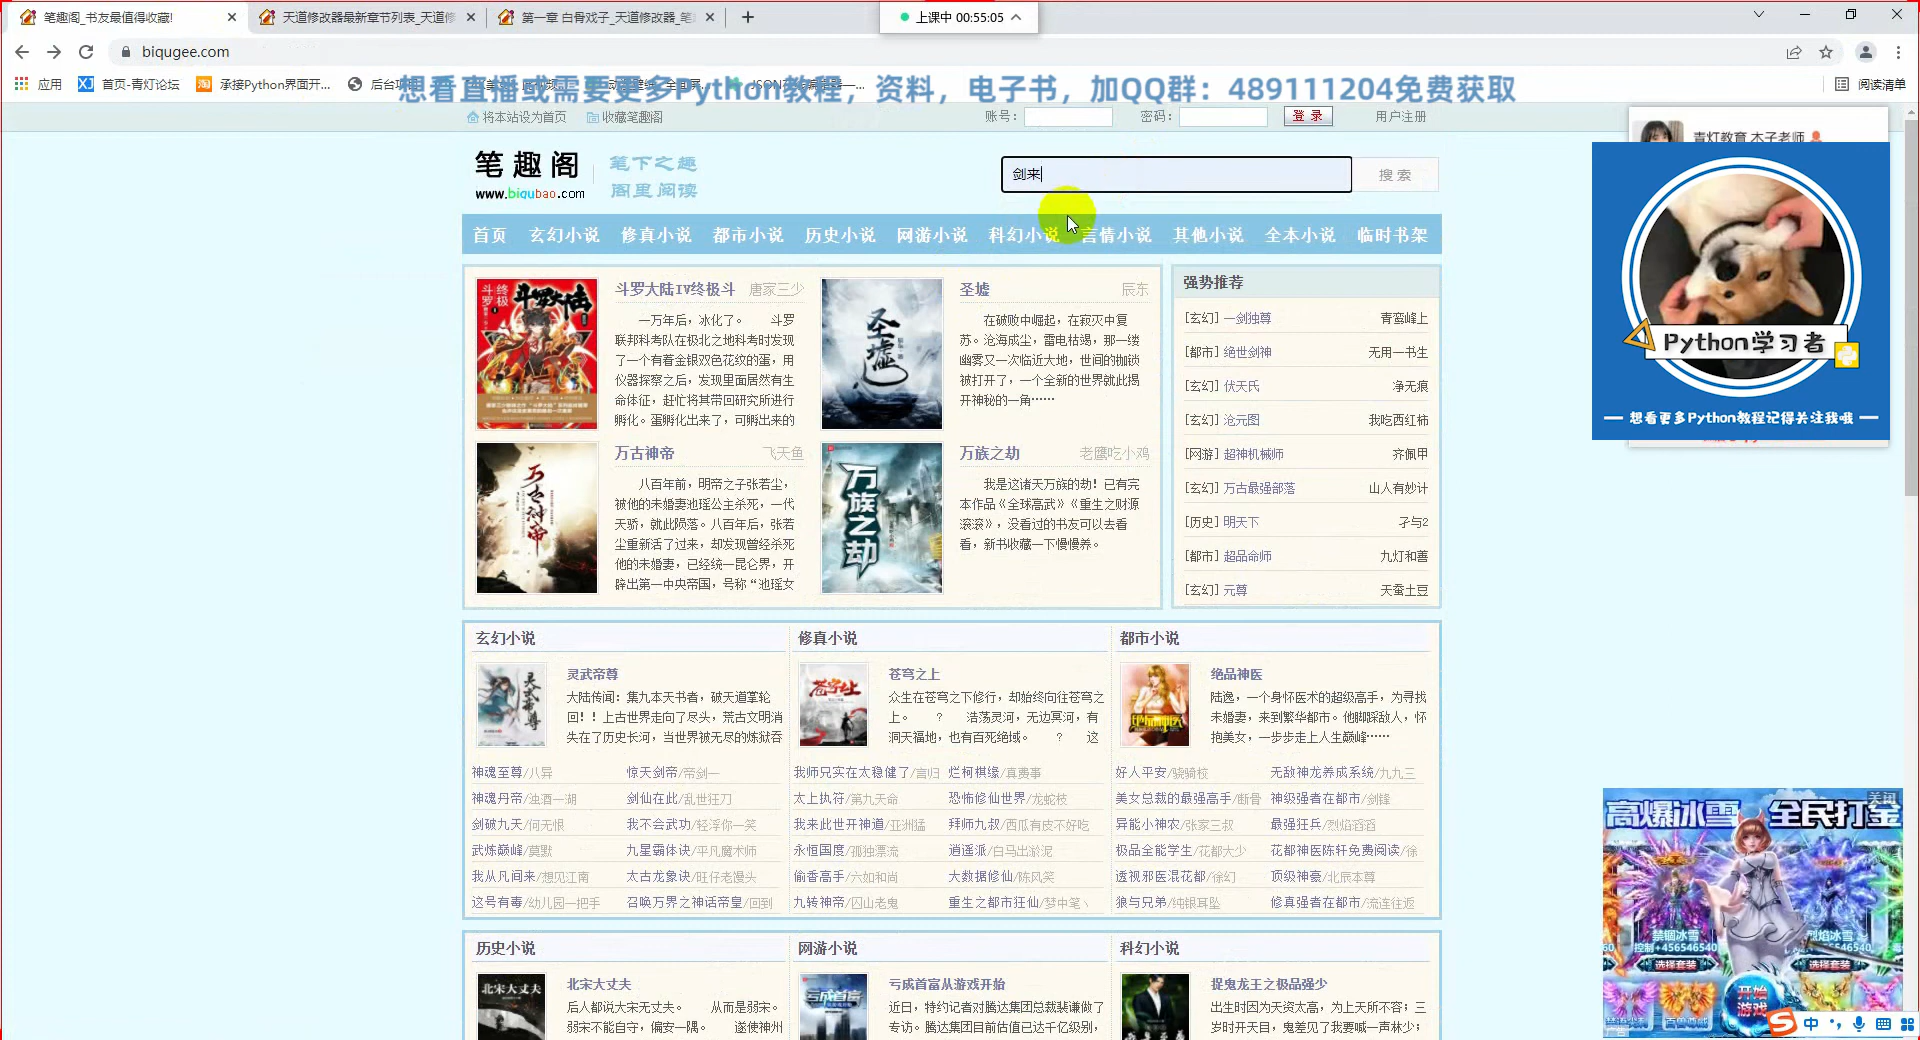 笔趣阁_书友最值得收藏!
天道修改器最新章节列表_天道修
第一章 白骨戏子_天道修改器_笔
上课中 00:55:05
biqugee.com
应用
首页-青灯论坛
承接Python界面开...
后台
阅读清单
想看直播或需要更多Python教程，资料，电子书，加QQ群：489111204免费获取
将本站设为首页
收藏笔趣阁
账号：
密码：
登 录
用户注册
青灯教育 木子老师
笔趣阁
www.biqubao.com
笔下之趣
阁里阅读
剑来
搜 索
首页 玄幻小说 修真小说 都市小说 历史小说 网游小说 科幻小说 言情小说 其他小说 全本小说 临时书架
斗罗大陆IV终极斗 唐家三少
一万年后，冰化了。 斗罗
联邦科考队在极北之地科考时发现
了一个有着金银双色花纹的蛋，用
仪器探察之后，发现里面居然有生
命体征，赶忙将其带回研究所进行
孵化。蛋孵化出来了，可孵出来的
圣墟 辰东
在破败中崛起，在寂灭中复
苏。沧海成尘，雷电枯竭，那一缕
幽雾又一次临近大地，世间的枷锁
被打开了，一个全新的世界就此揭
开神秘的一角……
万古神帝 飞天鱼
八百年前，明帝之子张若尘，
被他的未婚妻池瑶公主杀死，一代
天骄，就此陨落。八百年后，张若
尘重新活了过来，却发现曾经杀死
他的未婚妻，已经统一昆仑界，开
辟出第一中央帝国，号称“池瑶女
万族之劫 老鹰吃小鸡
我是这诸天万族的劫！已有完
本作品《全球高武》《重生之财源
滚滚》，没看过的书友可以去看
看，新书收藏一下慢慢养。
强势推荐
[玄幻] 一剑独尊 青鸾峰上
[都市] 绝世剑神 无用一书生
[玄幻] 伏天氏 净无痕
[玄幻] 沧元图 我吃西红柿
[网游] 超神机械师 齐佩甲
[玄幻] 万古最强部落 山人有妙计
[历史] 明天下 孑与2
[都市] 超品命师 九灯和善
[玄幻] 元尊 天蚕土豆
Python学习者
想看更多Python教程记得关注我哦
玄幻小说
灵武帝尊
大陆传闻：集九本天书者，破天道掌轮
回！！上古世界走向了尽头，荒古文明消
失在了历史长河，当世界被无尽的炼狱吞
神魂至尊/八异 惊天剑帝/帝剑一
神魂丹帝/浊酒一湖 剑仙在此/乱世狂刀
剑破九天/何无恨 我不会武功/轻浮你一笑
武炼巅峰/莫默 九星霸体诀/平凡魔术师
我从凡间来/想见江南 太古龙象诀/旺仔老馒头
这号有毒/幼儿园一把手 召唤万界之神话帝皇/回到
修真小说
苍穹之上
众生在苍穹之下修行，却始终向往苍穹之
上。 ？ 浩荡灵河，无边冥河，有
洞天福地，也有百死绝域。 ？ 这
我师兄实在太稳健了/言归 烂柯棋缘/真费事
太上执符/第九天命 恐怖修仙世界/龙蛇枝
我来此世开神道/亚洲猛 拜师九叔/西瓜有皮不好吃
永恒国度/孤独漂流 逍遥派/白马出淤泥
偷香高手/六如和尚 大数据修仙/陈风笑
九转神帝/囚山老鬼 重生之都市狂仙/梦中笔丶
都市小说
绝品神医
陆逸，一个身怀医术的超级高手，为寻找
未婚妻，来到繁华都市。他脚踩敌人，怀
抱美女，一步步走上人生巅峰……
好人平安/骁骑校 无敌神龙养成系统/九九三
美女总裁的最强高手/断骨 神级强者在都市/剑锋
异能小神农/张家三叔 最强狂兵/烈焰滔滔
极品全能学生/花都大少 花都神医陈轩免费阅读/徐
透视邪医混花都/徐幻 顶级神豪/北辰本尊
狼与兄弟/纯银耳坠 修真强者在都市/流连往返
历史小说
北宋大丈夫
后人都说大宋无丈夫。 从而是弱宋。
弱宋不能自守，偏安一隅。 遂使神州
网游小说
亏成首富从游戏开始
近日，特约记者对腾达集团总裁裴谦做了
专访。腾达集团目前估值已达千亿级别，
科幻小说
捉鬼龙王之极品强少
出生时因为天资太高，为上天所不容；三
岁时开天目，鬼差见了我要喊一声林少；
高爆冰雪 全民打金
关闭
禁锢冰雪
控制+456546540
选择套装
烈焰冰雪
选择套装
开始
游戏
中